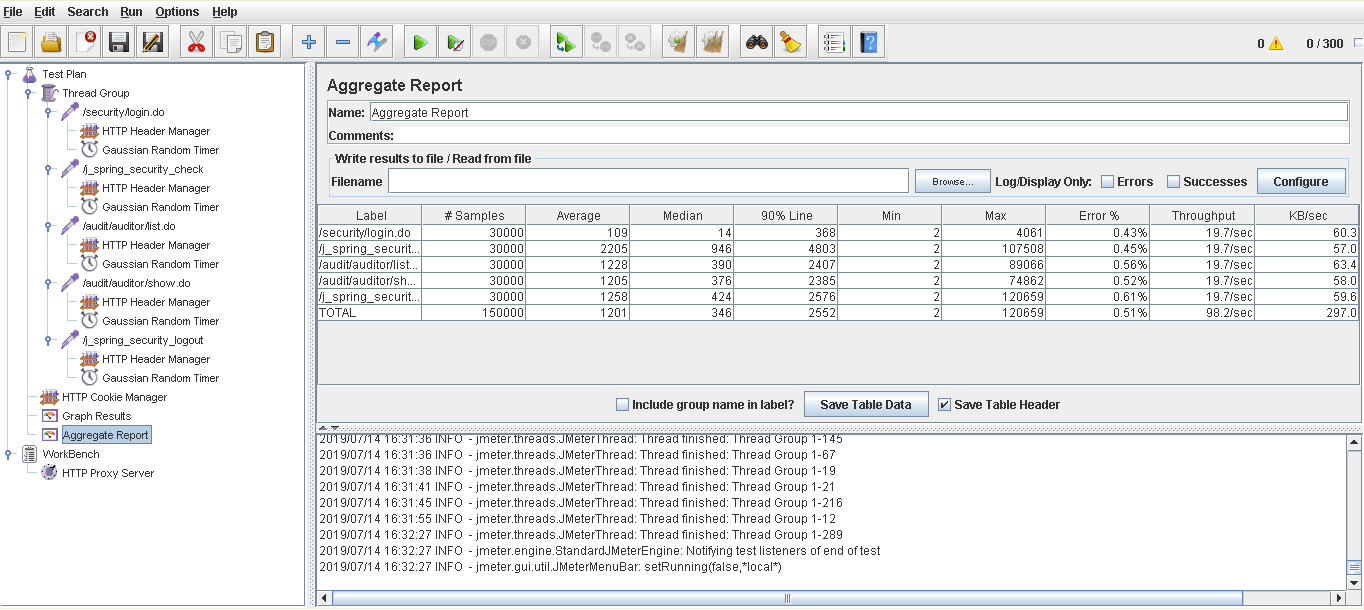 File Edit Search Run Options Help
0 0 / 300
Test Plan
Thread Group
/security/login.do
HTTP Header Manager
Gaussian Random Timer
/j_spring_security_check
HTTP Header Manager
Gaussian Random Timer
/audit/auditor/list.do
HTTP Header Manager
Gaussian Random Timer
/audit/auditor/show.do
HTTP Header Manager
Gaussian Random Timer
/j_spring_security_logout
HTTP Header Manager
Gaussian Random Timer
HTTP Cookie Manager
Graph Results
Aggregate Report
WorkBench
HTTP Proxy Server
Aggregate Report
Name: Aggregate Report
Comments:
Write results to file / Read from file
Filename Browse... Log/Display Only: Errors Successes Configure
Label # Samples Average Median 90% Line Min Max Error % Throughput KB/sec
/security/login.do 30000 109 14 368 2 4061 0.43% 19.7/sec 60.3
/j_spring_securit... 30000 2205 946 4803 2 107508 0.45% 19.7/sec 57.0
/audit/auditor/list... 30000 1228 390 2407 2 89066 0.56% 19.7/sec 63.4
/audit/auditor/sh... 30000 1205 376 2385 2 74862 0.52% 19.7/sec 58.0
/j_spring_securit... 30000 1258 424 2576 2 120659 0.61% 19.7/sec 59.6
TOTAL 150000 1201 346 2552 2 120659 0.51% 98.2/sec 297.0
Include group name in label? Save Table Data Save Table Header
2019/07/14 16:31:36 INFO - jmeter.threads.JMeterThread: Thread finished: Thread Group 1-145
2019/07/14 16:31:36 INFO - jmeter.threads.JMeterThread: Thread finished: Thread Group 1-67
2019/07/14 16:31:38 INFO - jmeter.threads.JMeterThread: Thread finished: Thread Group 1-19
2019/07/14 16:31:41 INFO - jmeter.threads.JMeterThread: Thread finished: Thread Group 1-21
2019/07/14 16:31:45 INFO - jmeter.threads.JMeterThread: Thread finished: Thread Group 1-216
2019/07/14 16:31:55 INFO - jmeter.threads.JMeterThread: Thread finished: Thread Group 1-12
2019/07/14 16:32:27 INFO - jmeter.threads.JMeterThread: Thread finished: Thread Group 1-289
2019/07/14 16:32:27 INFO - jmeter.engine.StandardJMeterEngine: Notifying test listeners of end of test
2019/07/14 16:32:27 INFO - jmeter.gui.util.JMeterMenuBar: setRunning(false,*local*)